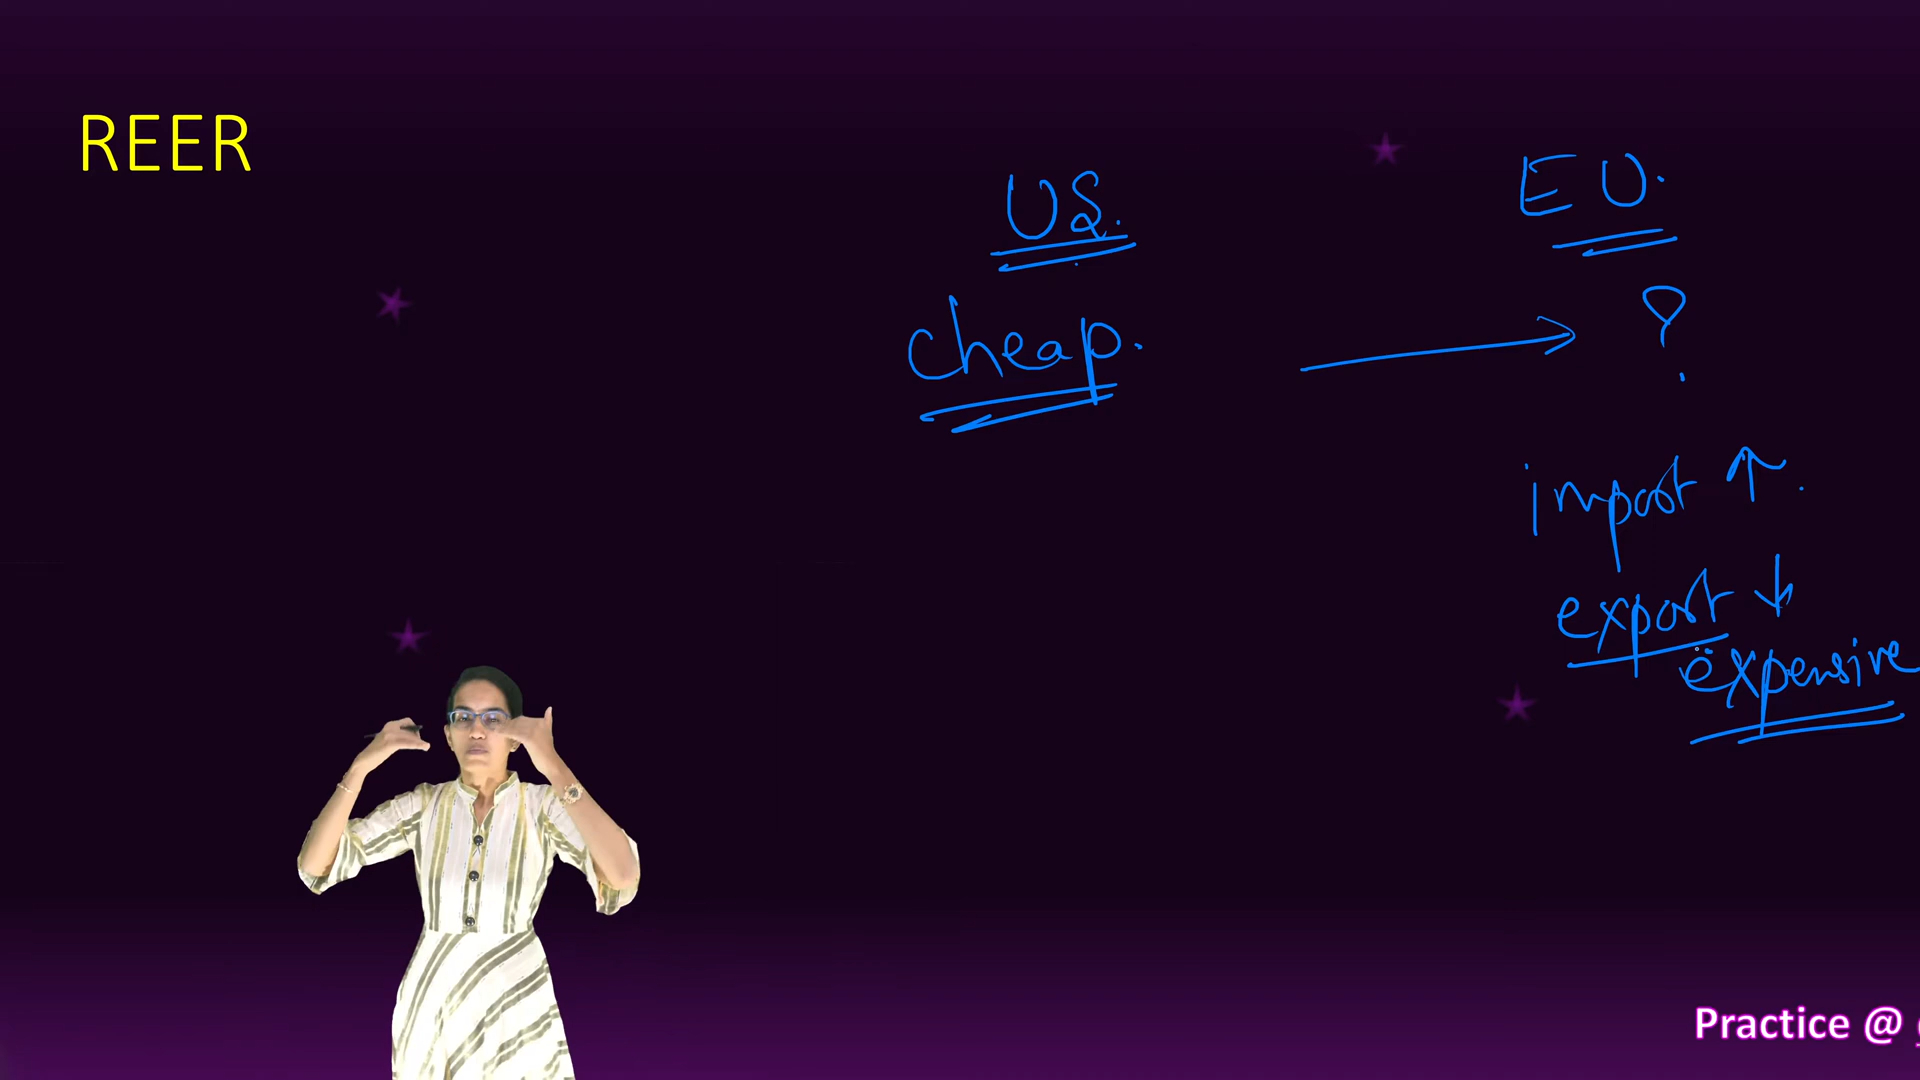 REER
US. EU.
cheap. → ?
import ↑.
export ↓
expensive
Practice @